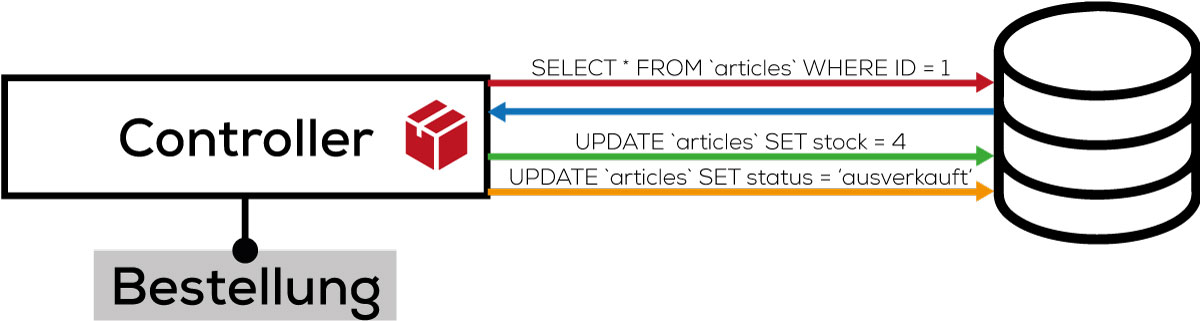 SELECT * FROM `articles` WHERE ID = 1
Controller
UPDATE `articles` SET stock = 4
UPDATE `articles` SET status = 'ausverkauft'
Bestellung